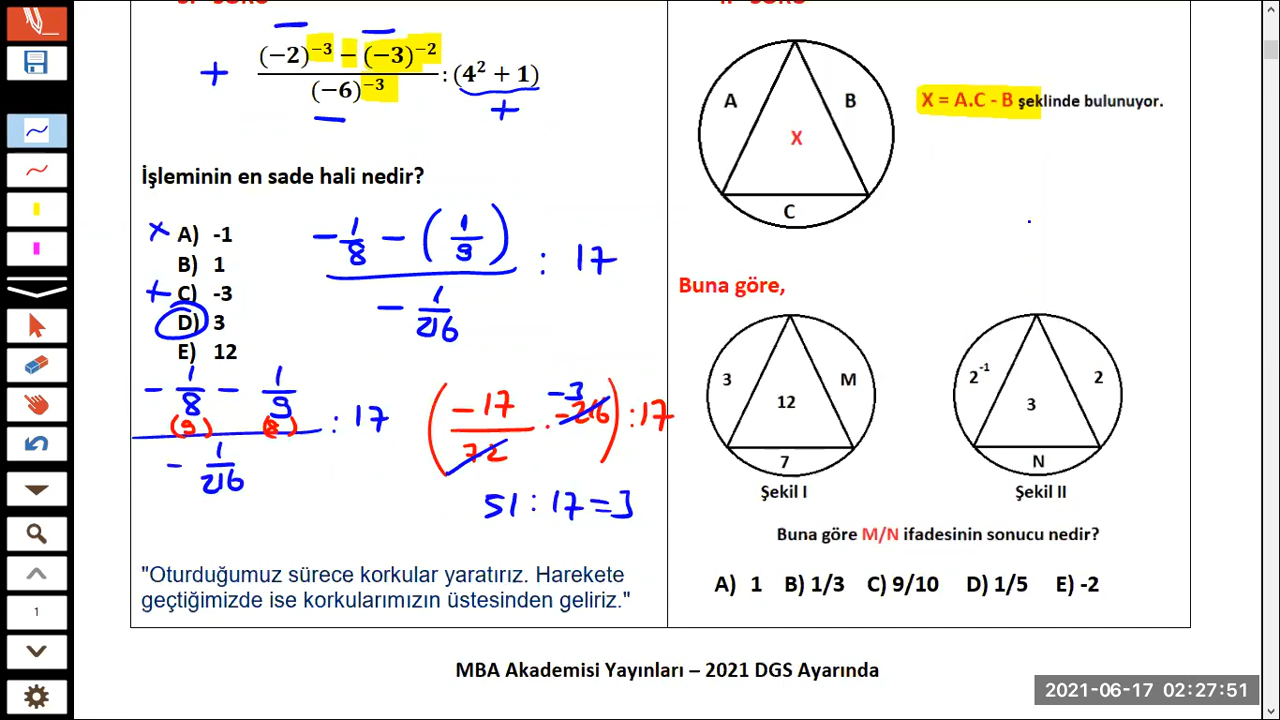 (−2)⁻³ − (−3)⁻²
+ ────────── : (4² + 1)
(−6)⁻³
+
İşleminin en sade hali nedir?
× A) -1
B) 1
C) -3
D) 3
E) 12
-1/8 - (1/9) : 17
- 1/216
- 1/8 - 1/9 : 17
(9) (8)
- 1/216
(-17/72 . -216) : 17
-3
51 : 17 = 3
"Oturduğumuz sürece korkular yaratırız. Harekete
geçtiğimizde ise korkularımızın üstesinden geliriz."
A B
X
C
X = A.C - B şeklinde bulunuyor.
Buna göre,
3 M
12
7
Şekil I
2⁻¹ 2
3
N
Şekil II
Buna göre M/N ifadesinin sonucu nedir?
A) 1 B) 1/3 C) 9/10 D) 1/5 E) -2
MBA Akademisi Yayınları – 2021 DGS Ayarında
1
2021-06-17 02:27:51